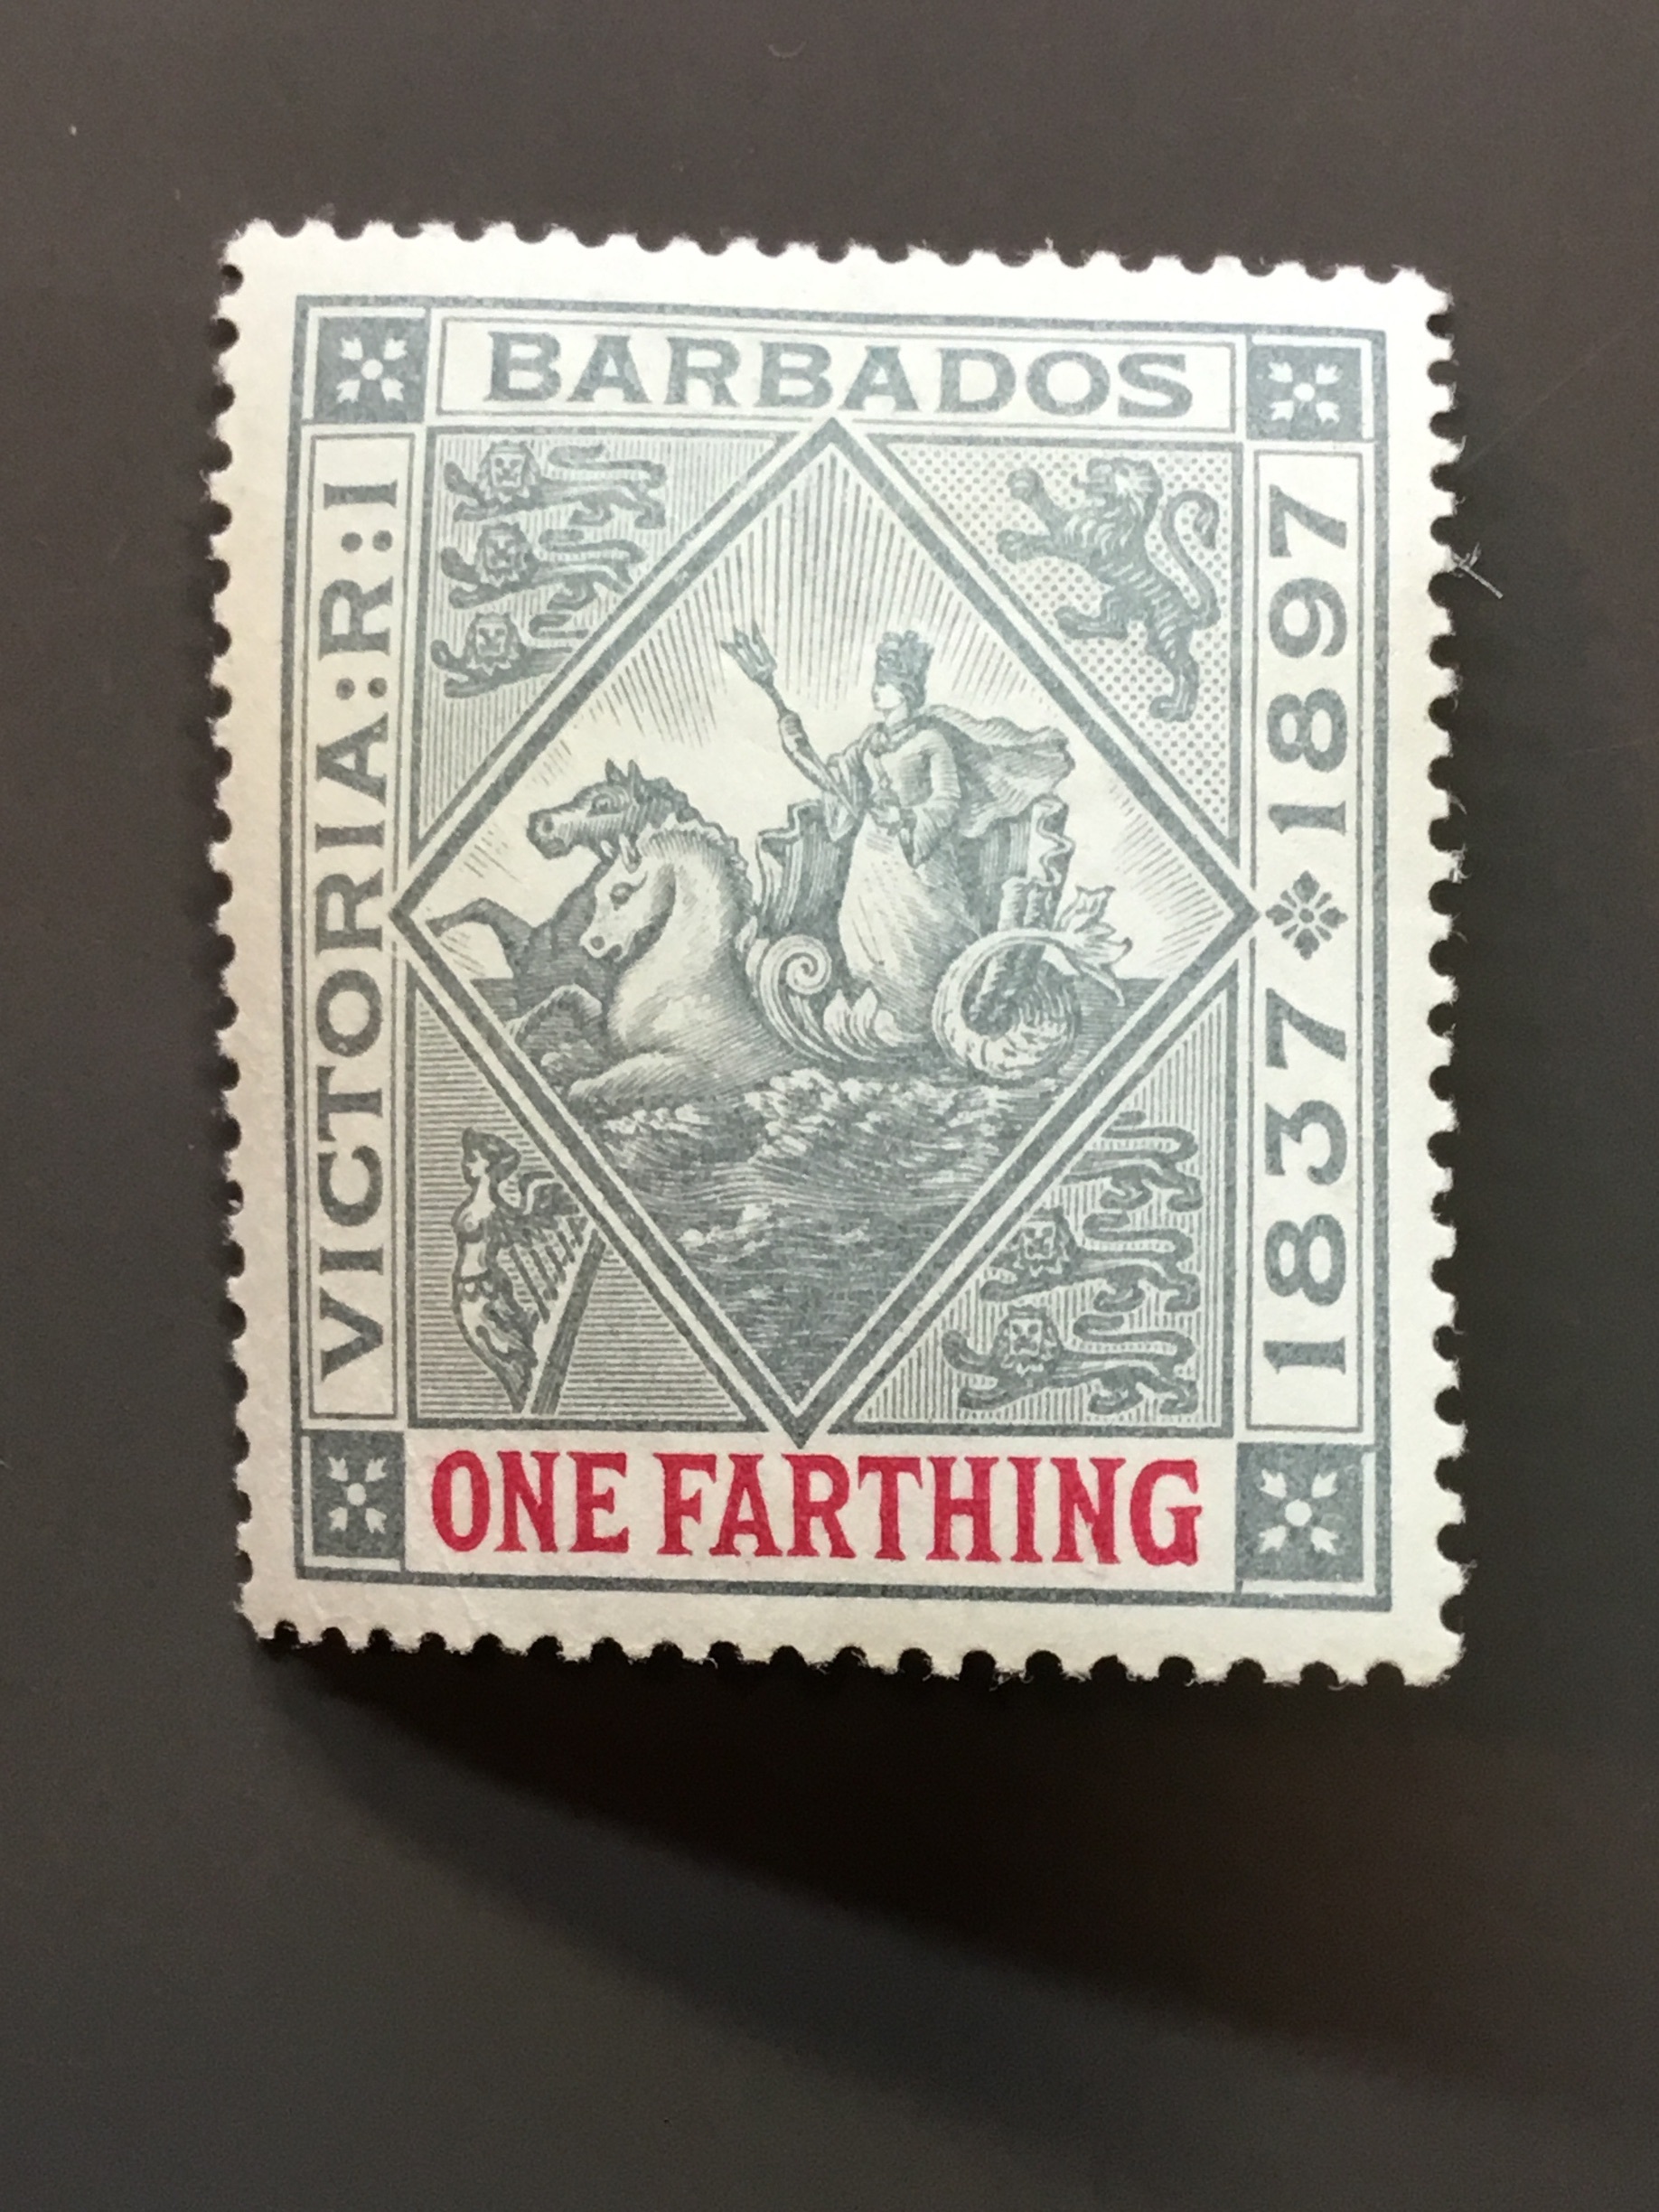 BARBADOS
VICTORIA:R:I
1837 1897
ONE FARTHING